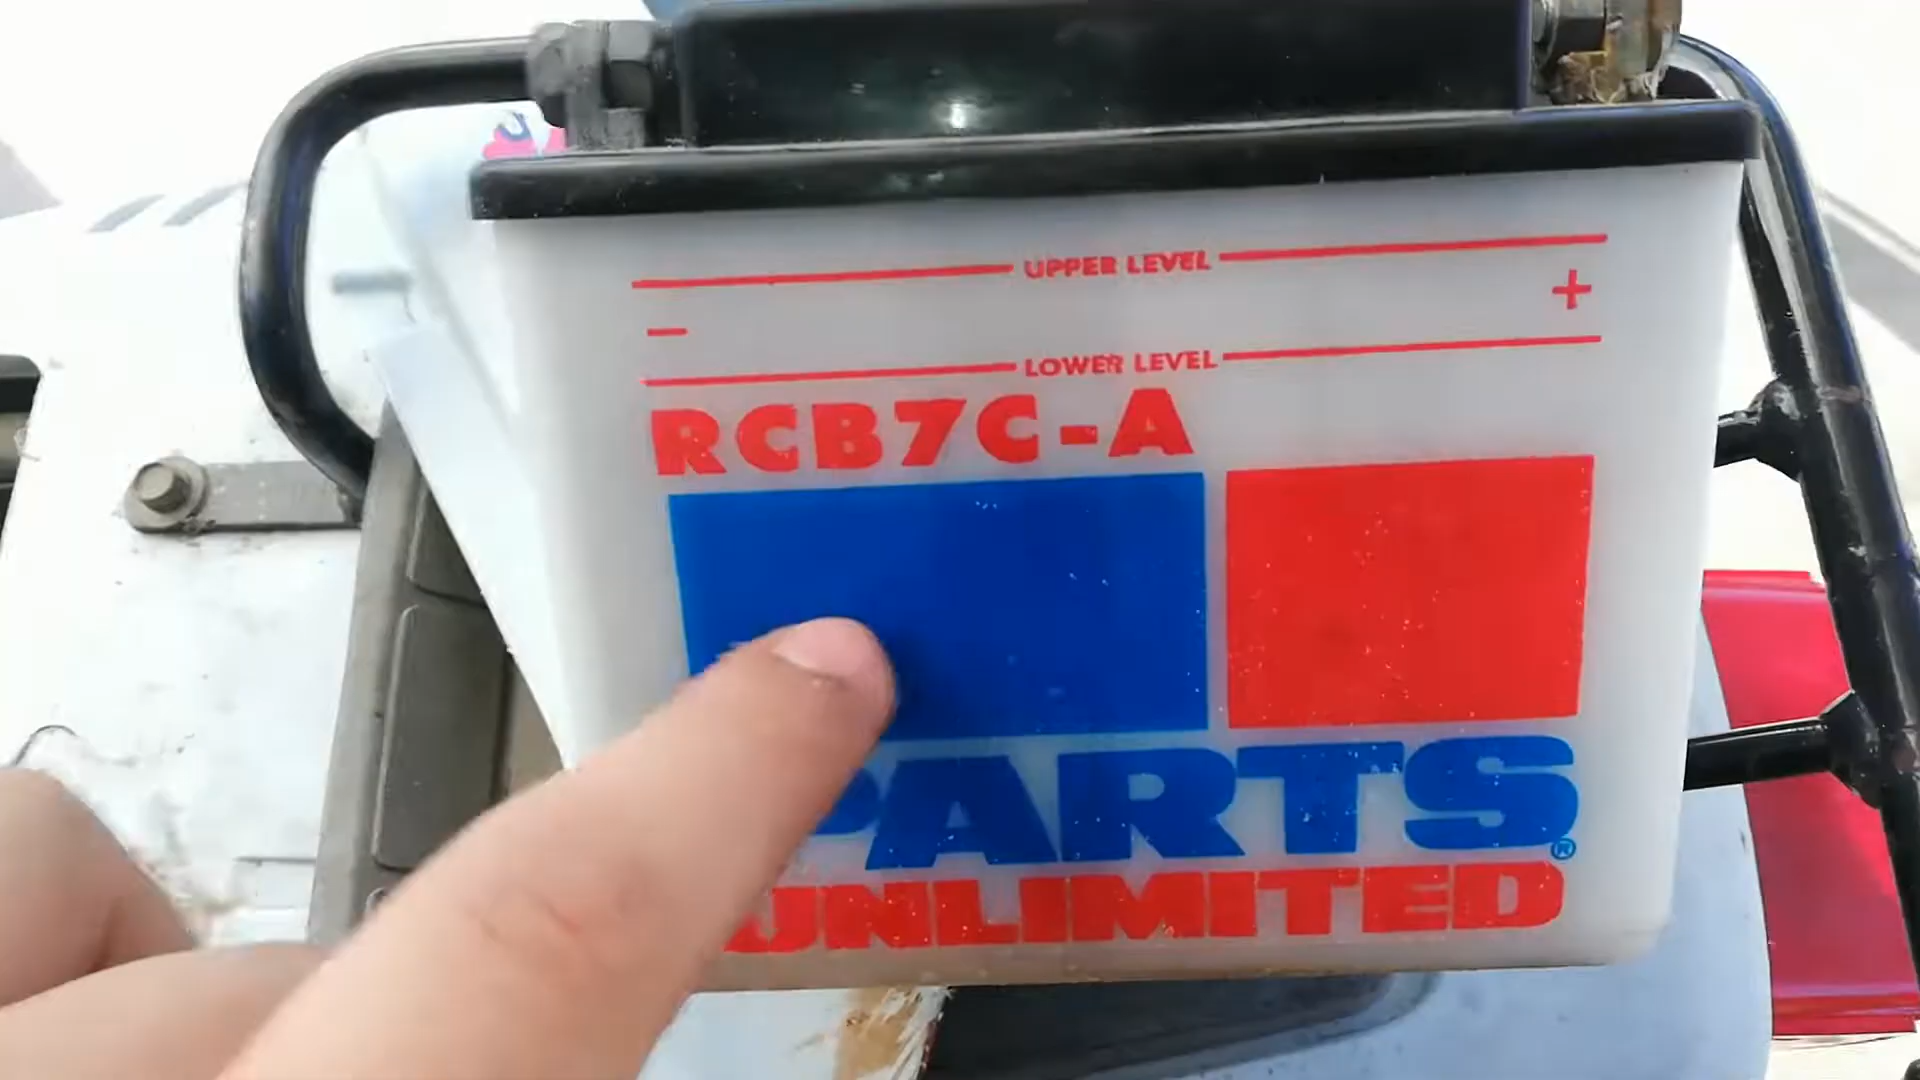 UPPER LEVEL
- +
LOWER LEVEL
RCB7C-A
PARTS®
UNLIMITED